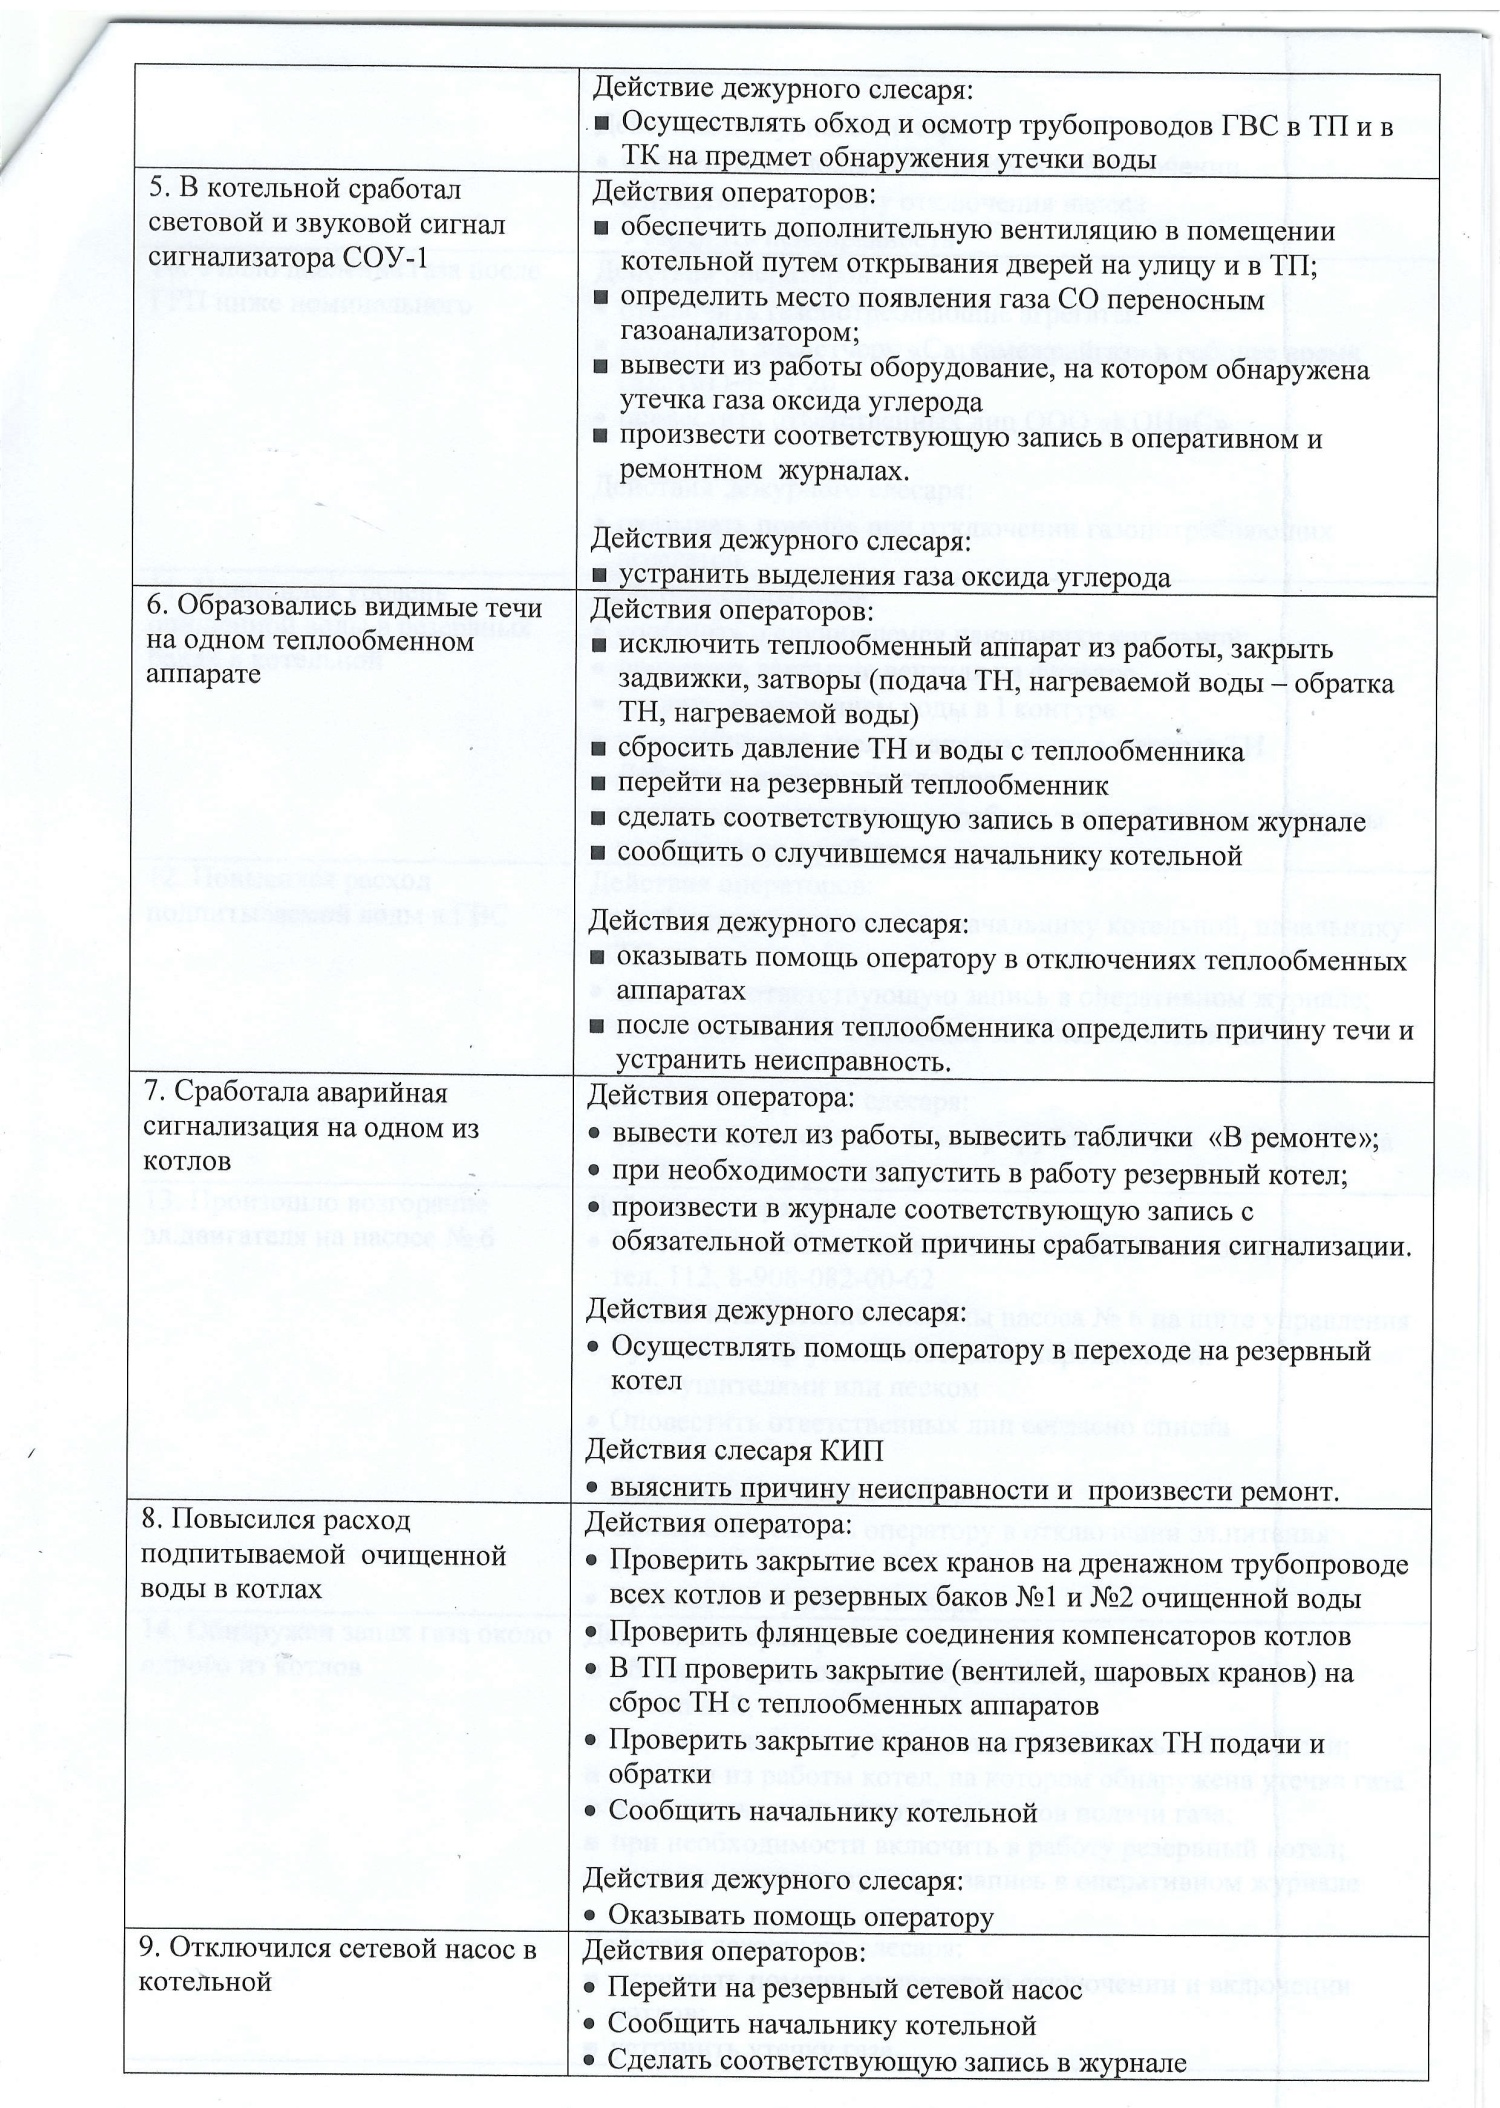 Действие дежурного слесаря:
▪ Осуществлять обход и осмотр трубопроводов ГВС в ТП и в
ТК на предмет обнаружения утечки воды
5. В котельной сработал
световой и звуковой сигнал
сигнализатора СОУ-1
Действия операторов:
▪ обеспечить дополнительную вентиляцию в помещении
котельной путем открывания дверей на улицу и в ТП;
▪ определить место появления газа СО переносным
газоанализатором;
▪ вывести из работы оборудование, на котором обнаружена
утечка газа оксида углерода
▪ произвести соответствующую запись в оперативном и
ремонтном  журналах.
Действия дежурного слесаря:
▪ устранить выделения газа оксида углерода
6. Образовались видимые течи
на одном теплообменном
аппарате
Действия операторов:
▪ исключить теплообменный аппарат из работы, закрыть
задвижки, затворы (подача ТН, нагреваемой воды – обратка
ТН, нагреваемой воды)
▪ сбросить давление ТН и воды с теплообменника
▪ перейти на резервный теплообменник
▪ сделать соответствующую запись в оперативном журнале
▪ сообщить о случившемся начальнику котельной
Действия дежурного слесаря:
▪ оказывать помощь оператору в отключениях теплообменных
аппаратах
▪ после остывания теплообменника определить причину течи и
устранить неисправность.
7. Сработала аварийная
сигнализация на одном из
котлов
Действия оператора:
• вывести котел из работы, вывесить таблички  «В ремонте»;
• при необходимости запустить в работу резервный котел;
• произвести в журнале соответствующую запись с
обязательной отметкой причины срабатывания сигнализации.
Действия дежурного слесаря:
• Осуществлять помощь оператору в переходе на резервный
котел
Действия слесаря КИП
• выяснить причину неисправности и  произвести ремонт.
8. Повысился расход
подпитываемой  очищенной
воды в котлах
Действия оператора:
• Проверить закрытие всех кранов на дренажном трубопроводе
всех котлов и резервных баков №1 и №2 очищенной воды
• Проверить флянцевые соединения компенсаторов котлов
• В ТП проверить закрытие (вентилей, шаровых кранов) на
сброс ТН с теплообменных аппаратов
• Проверить закрытие кранов на грязевиках ТН подачи и
обратки
• Сообщить начальнику котельной
Действия дежурного слесаря:
• Оказывать помощь оператору
9. Отключился сетевой насос в
котельной
Действия операторов:
• Перейти на резервный сетевой насос
• Сообщить начальнику котельной
• Сделать соответствующую запись в журнале